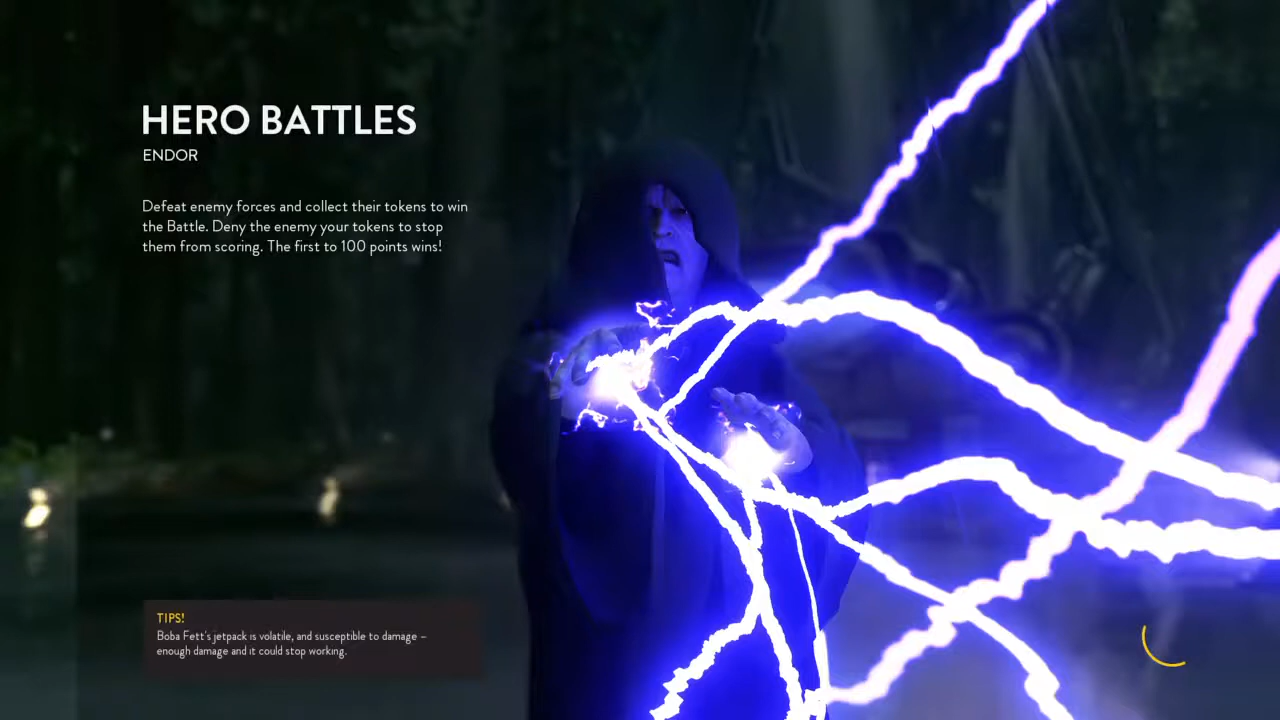 HERO BATTLES
ENDOR
Defeat enemy forces and collect their tokens to win
the Battle. Deny the enemy your tokens to stop
them from scoring. The first to 100 points wins!
TIPS!
Boba Fett's jetpack is volatile, and susceptible to damage –
enough damage and it could stop working.